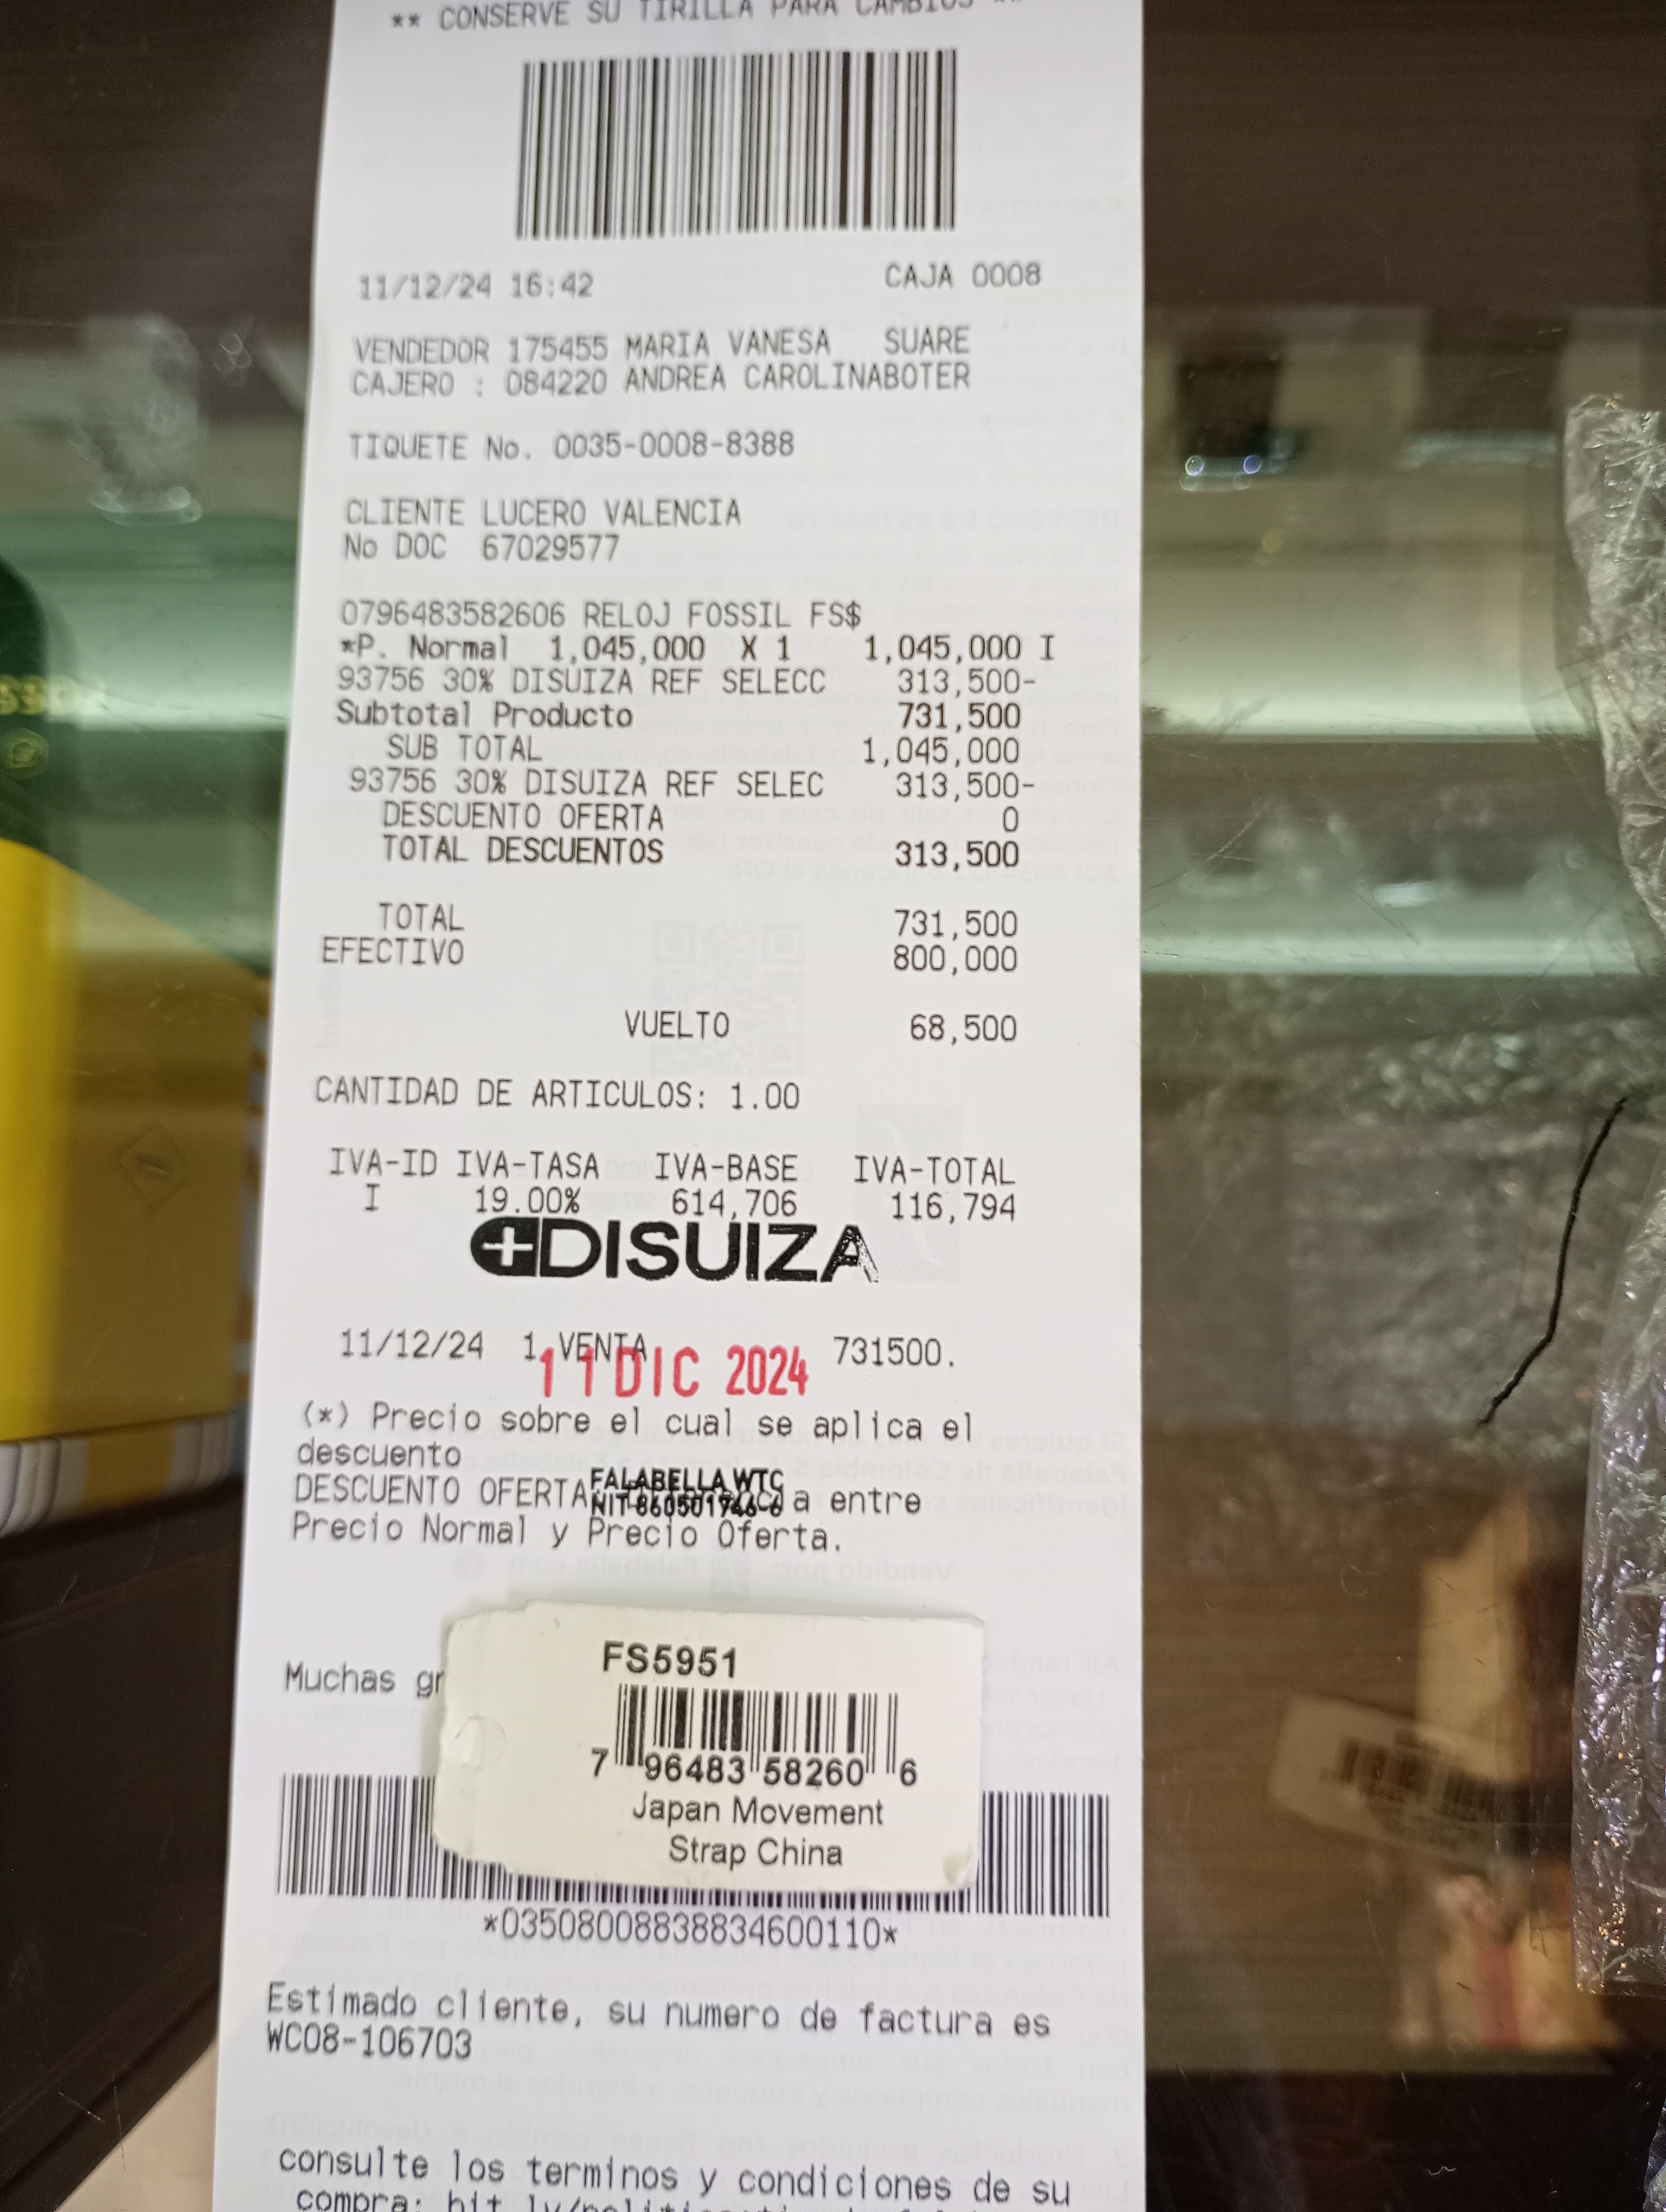 ** CONSERVE SU TIRILLA PARA CAMBIOS **
11/12/24 16:42 CAJA 0008
VENDEDOR 175455 MARIA VANESA SUARE
CAJERO : 084220 ANDREA CAROLINABOTER
TIQUETE No. 0035-0008-8388
CLIENTE LUCERO VALENCIA
No DOC 67029577
0796483582606 RELOJ FOSSIL FS$
*P. Normal 1,045,000 X 1 1,045,000 I
93756 30% DISUIZA REF SELECC 313,500-
Subtotal Producto 731,500
SUB TOTAL 1,045,000
93756 30% DISUIZA REF SELEC 313,500-
DESCUENTO OFERTA 0
TOTAL DESCUENTOS 313,500
TOTAL 731,500
EFECTIVO 800,000
VUELTO 68,500
CANTIDAD DE ARTICULOS: 1.00
IVA-ID IVA-TASA IVA-BASE IVA-TOTAL
I 19.00% 614,706 116,794
DISUIZA
11/12/24 1 VENTA 731500.
11 DIC 2024
(*) Precio sobre el cual se aplica el
descuento
FALABELLA WTC
NIT 860501746-6
DESCUENTO OFERTA a entre
Precio Normal y Precio Oferta.
Muchas gr
FS5951
7 96483 58260 6
Japan Movement
Strap China
*03508008838834600110*
Estimado cliente, su numero de factura es
WC08-106703
consulte los terminos y condiciones de su
compra: